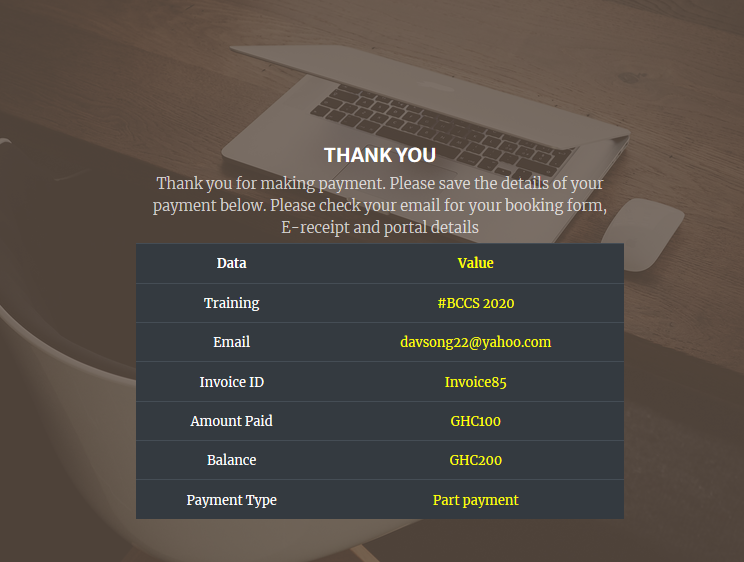 THANK YOU
Thank you for making payment. Please save the details of your
payment below. Please check your email for your booking form,
E-receipt and portal details
Data Value
Training #BCCS 2020
Email davsong22@yahoo.com
Invoice ID Invoice85
Amount Paid GHC100
Balance GHC200
Payment Type Part payment